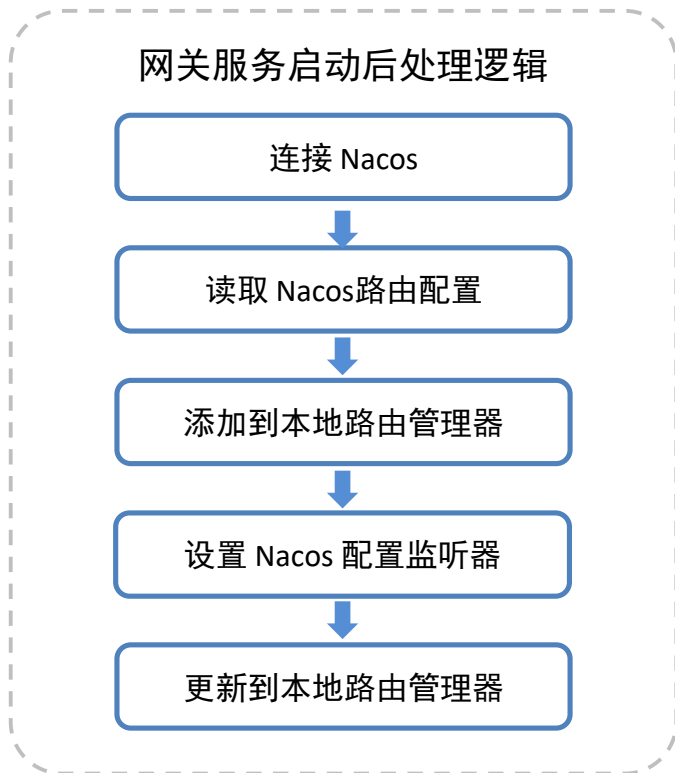 网关服务启动后处理逻辑
连接 Nacos
读取 Nacos路由配置
添加到本地路由管理器
设置 Nacos 配置监听器
更新到本地路由管理器